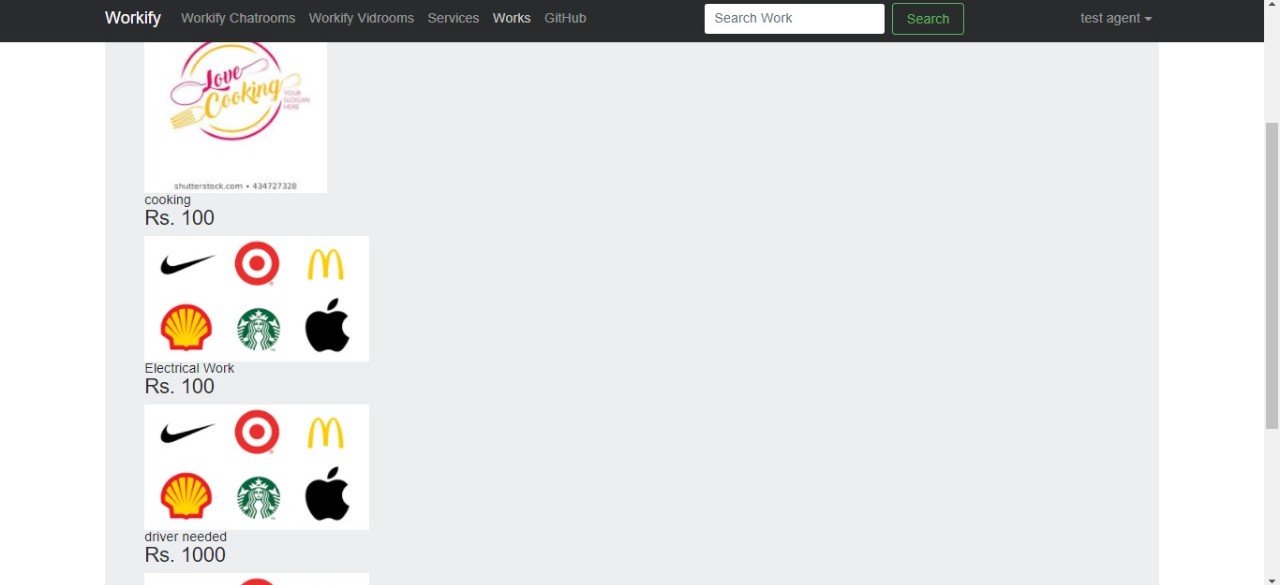 Workify Workify Chatrooms Workify Vidrooms Services Works GitHub Search Work Search test agent
Love
Cooking
YOUR
SLOGAN
HERE
shutterstock.com • 434727328
cooking
Rs. 100
Electrical Work
Rs. 100
driver needed
Rs. 1000